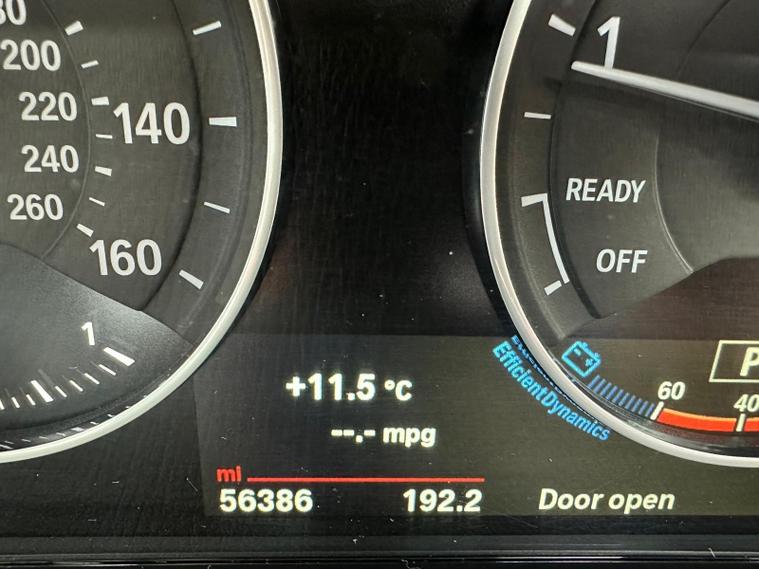 200
220
240
260
140
160
1
1
READY
OFF
+11.5 °C
--.- mpg
mi
56386 192.2
EfficientDynamics
60
40
P
Door open